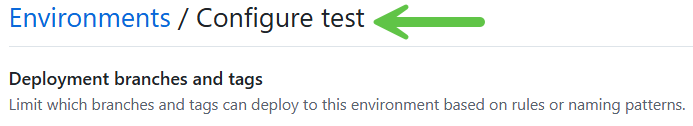 Environments / Configure test
Deployment branches and tags
Limit which branches and tags can deploy to this environment based on rules or naming patterns.